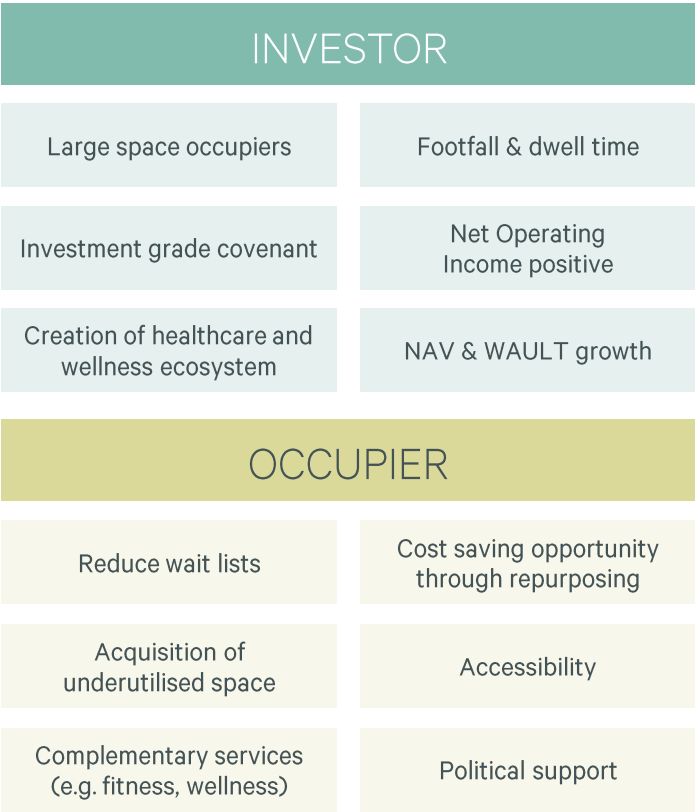 INVESTOR
Large space occupiers
Footfall & dwell time
Investment grade covenant
Net Operating
Income positive
Creation of healthcare and
wellness ecosystem
NAV & WAULT growth
OCCUPIER
Reduce wait lists
Cost saving opportunity
through repurposing
Acquisition of
underutilised space
Accessibility
Complementary services
(e.g. fitness, wellness)
Political support